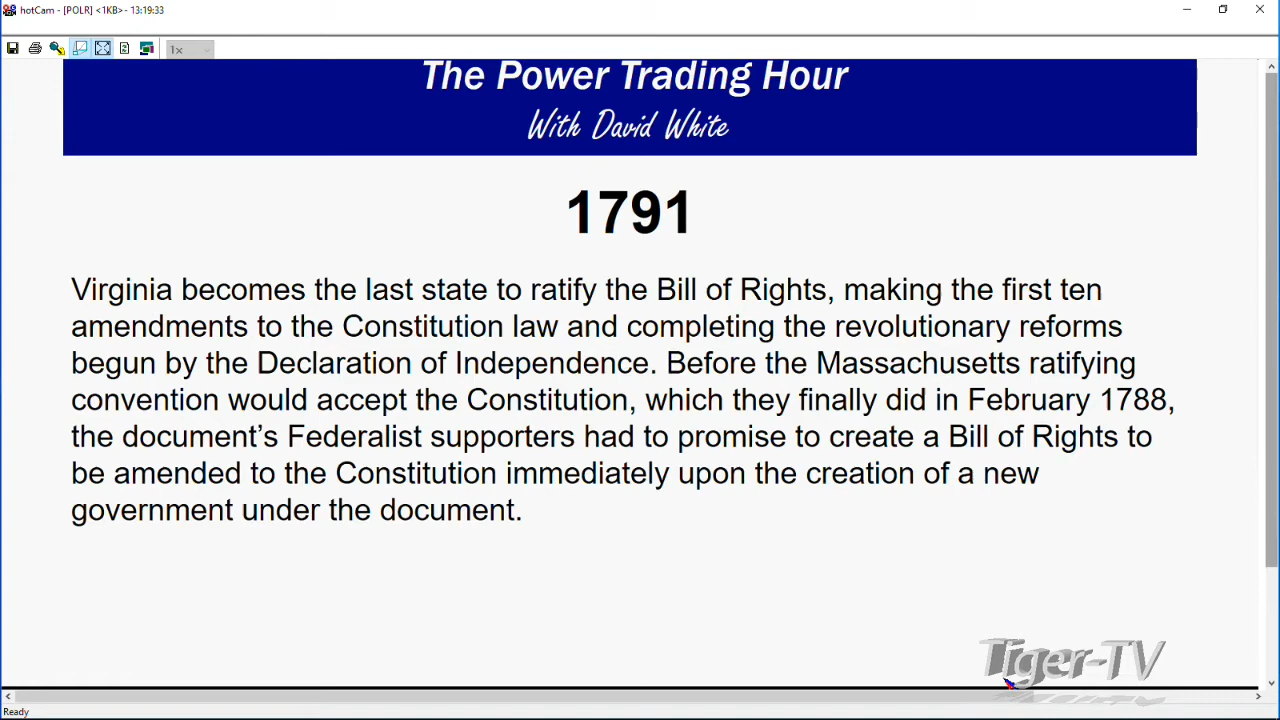 hotCam - [POLR] <1KB> - 13:19:33
1x
The Power Trading Hour
With David White
1791
Virginia becomes the last state to ratify the Bill of Rights, making the first ten
amendments to the Constitution law and completing the revolutionary reforms
begun by the Declaration of Independence. Before the Massachusetts ratifying
convention would accept the Constitution, which they finally did in February 1788,
the document’s Federalist supporters had to promise to create a Bill of Rights to
be amended to the Constitution immediately upon the creation of a new
government under the document.
Tiger-TV
Ready